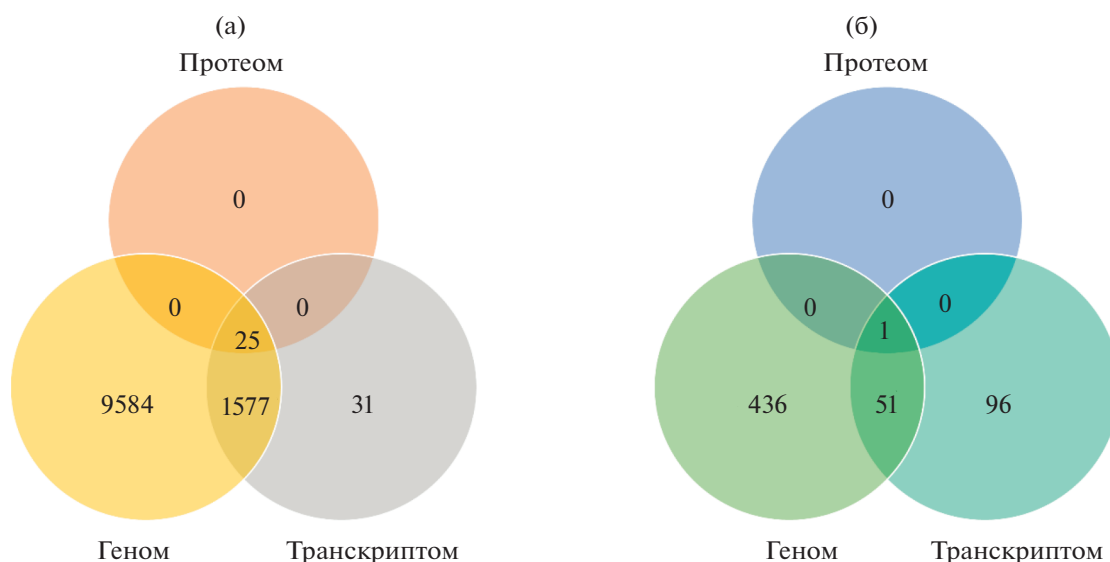 (а)
Протеом
0
0
0
25
9584
1577
31
Геном
Транскриптом
(б)
Протеом
0
0
0
1
436
51
96
Геном
Транскриптом